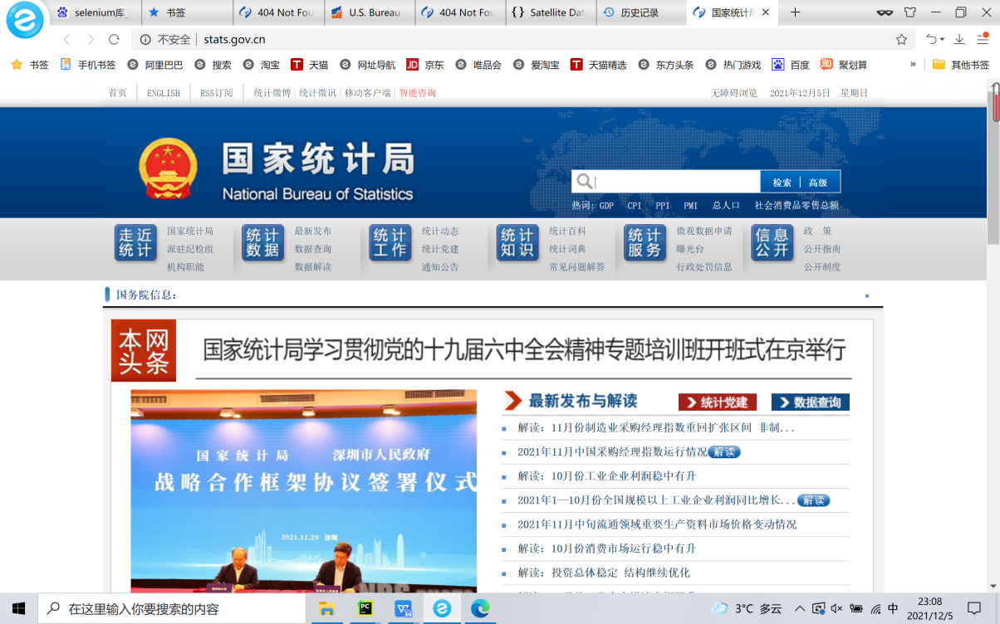 selenium库
书签
404 Not Fou
U.S. Bureau
404 Not Fou
Satellite Dat
历史记录
国家统计局
不安全 stats.gov.cn
书签 手机书签 阿里巴巴 搜索 淘宝 天猫 网址导航 京东 唯品会 爱淘宝 天猫精选 东方头条 热门游戏 百度 聚划算 » 其他书签
首页 ENGLISH RSS订阅 统计微博 统计微讯 移动客户端 智能咨询 无障碍浏览 2021年12月5日 星期日
国家统计局
National Bureau of Statistics
检索 | 高级
热词: GDP CPI PPI PMI 总人口 社会消费品零售总额
走近统计
国家统计局
派驻纪检组
机构职能
统计数据
最新发布
数据查询
数据解读
统计工作
统计动态
统计党建
通知公告
统计知识
统计百科
统计词典
常见问题解答
统计服务
微观数据申请
曝光台
行政处罚信息
信息公开
政 策
公开指南
公开制度
国务院信息:
本网头条
国家统计局学习贯彻党的十九届六中全会精神专题培训班开班式在京举行
国家统计局 深圳市人民政府
战略合作框架协议签署仪式
2021.11.29 深圳
最新发布与解读 统计党建 数据查询
解读: 11月份制造业采购经理指数重回扩张区间 非制...
2021年11月中国采购经理指数运行情况 解读
解读: 10月份工业企业利润稳中有升
2021年1—10月份全国规模以上工业企业利润同比增长... 解读
2021年11月中旬流通领域重要生产资料市场价格变动情况
解读: 10月份消费市场运行稳中有升
解读: 投资总体稳定 结构继续优化
在这里输入你要搜索的内容
3°C 多云
中
23:08
2021/12/5